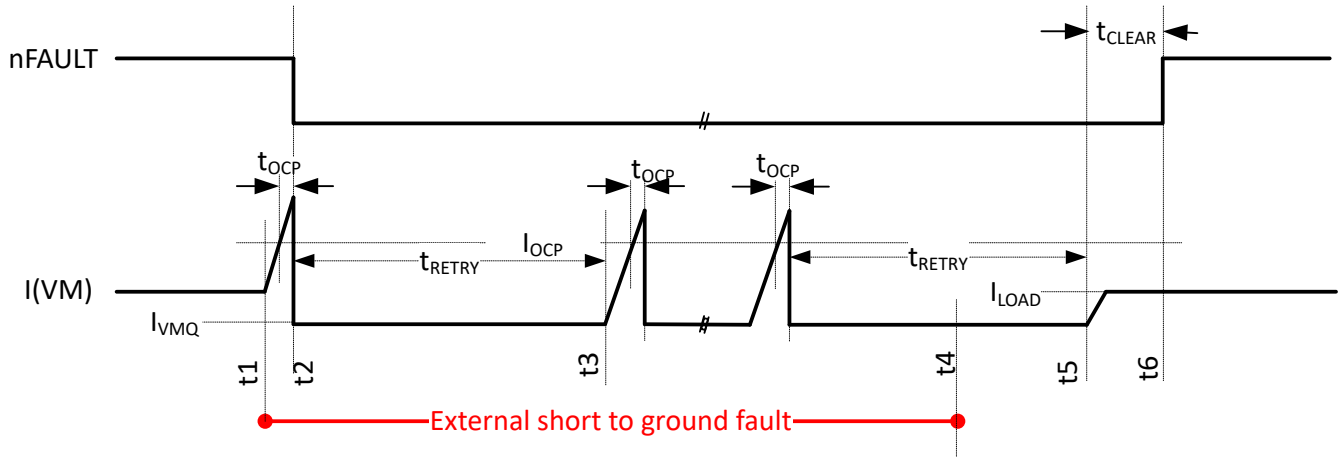 tCLEAR
nFAULT
tOCP
tOCP
tOCP
IOCP
tRETRY
tRETRY
I(VM)
ILOAD
IVMQ
t1
t2
t3
t4
t5
t6
External short to ground fault